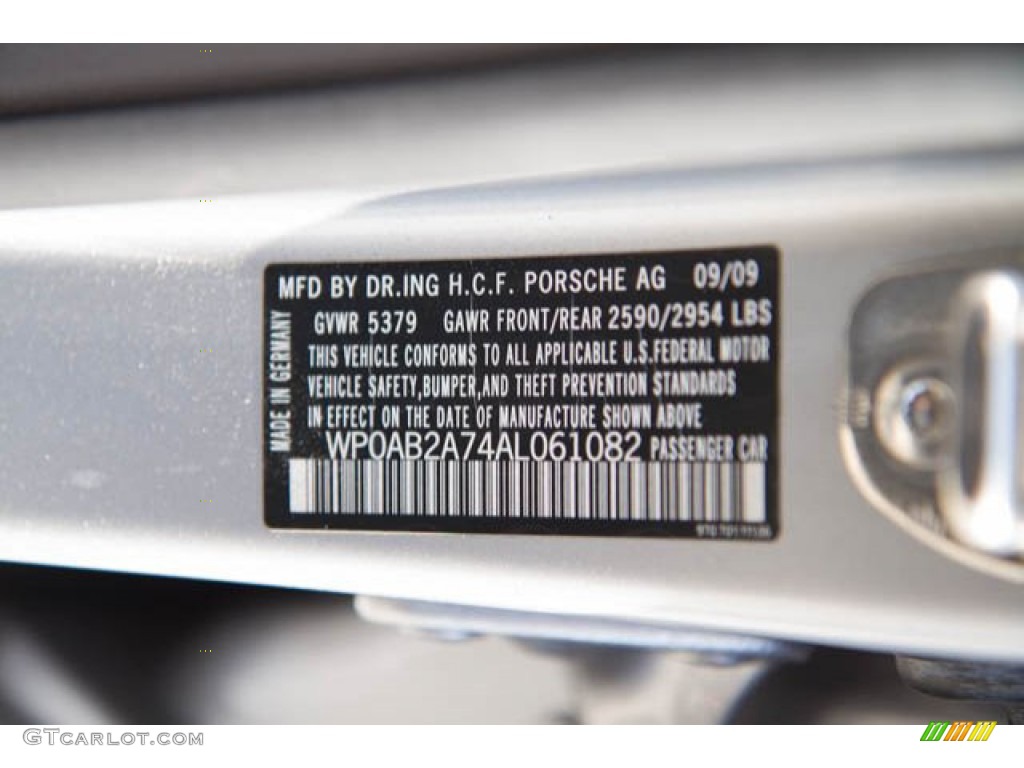 MFD BY DR.ING H.C.F. PORSCHE AG 09/09
GVWR 5379 GAWR FRONT/REAR 2590/2954 LBS
THIS VEHICLE CONFORMS TO ALL APPLICABLE U.S.FEDERAL MOTOR
VEHICLE SAFETY,BUMPER,AND THEFT PREVENTION STANDARDS
IN EFFECT ON THE DATE OF MANUFACTURE SHOWN ABOVE
WP0AB2A74AL061082 PASSENGER CAR
MADE IN GERMANY
GTCARLOT.COM